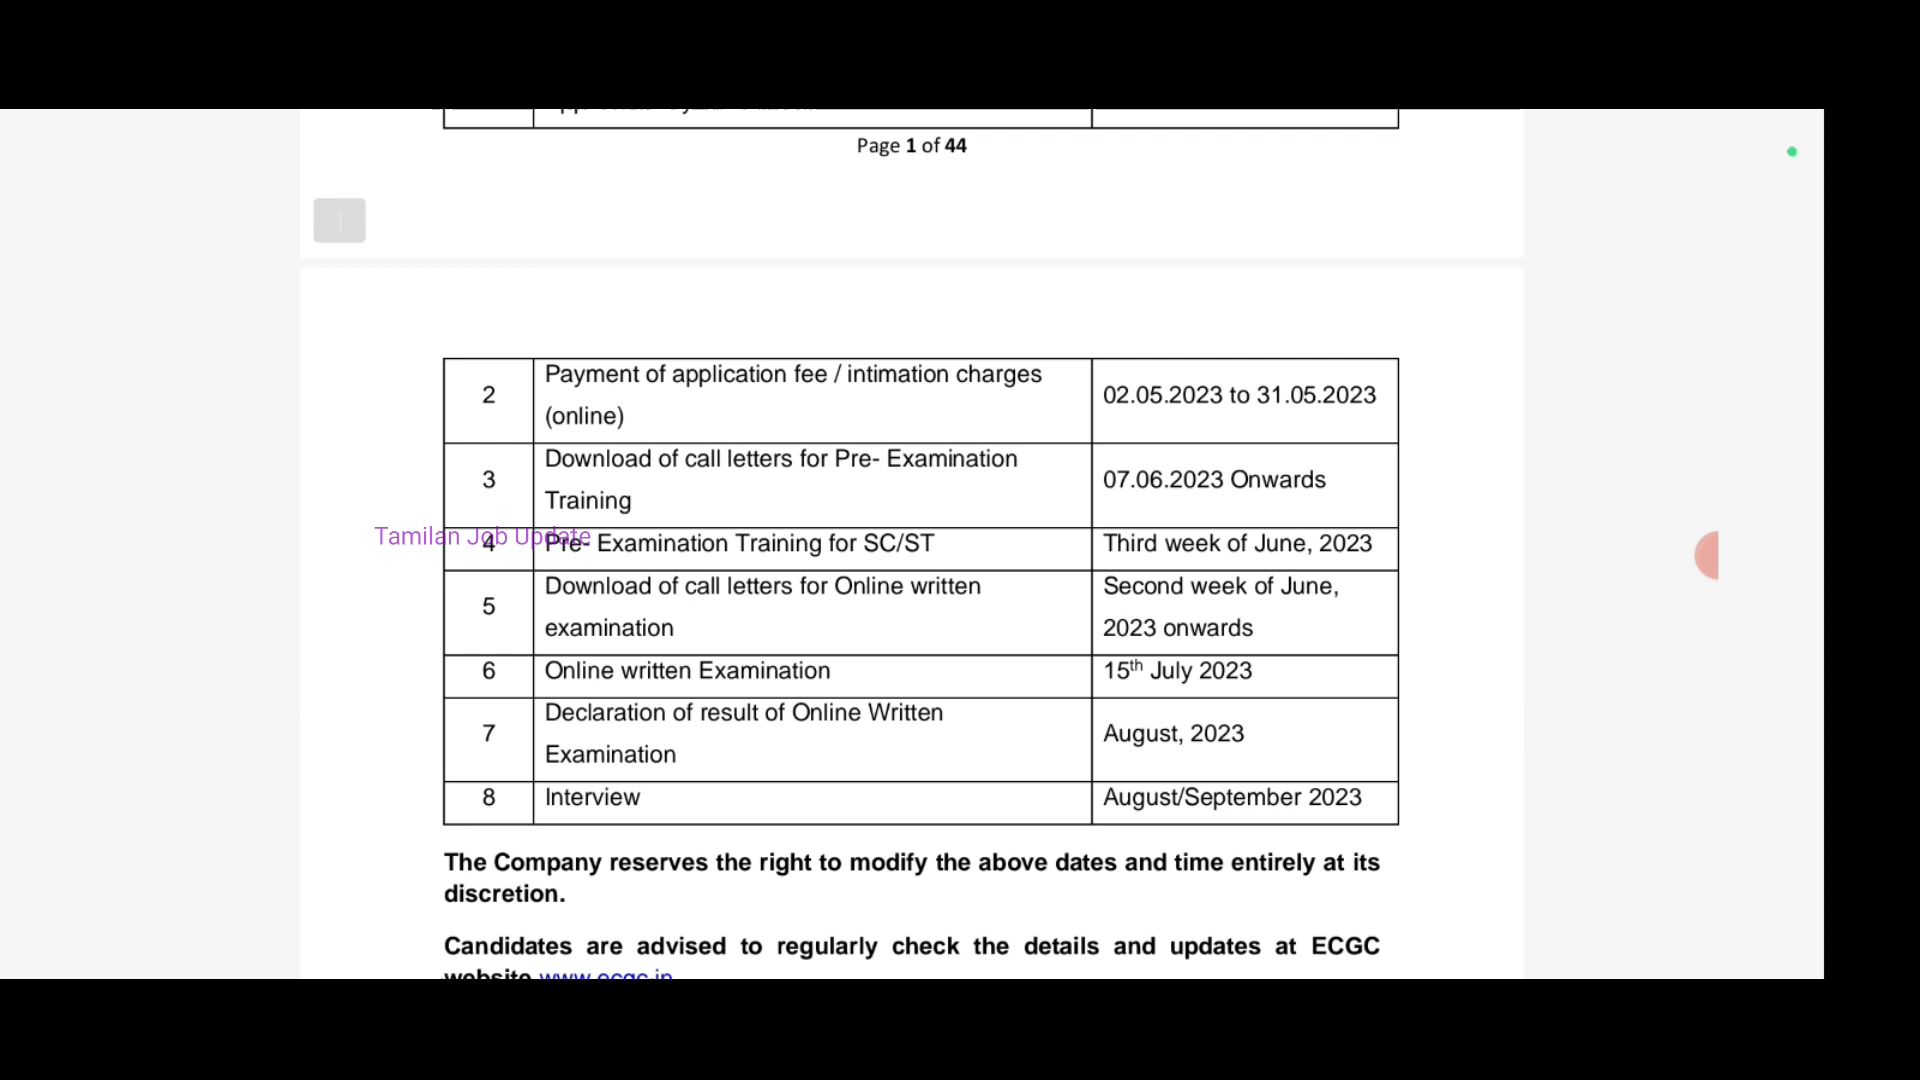 Page 1 of 44
1
2 Payment of application fee / intimation charges (online) 02.05.2023 to 31.05.2023
3 Download of call letters for Pre- Examination Training 07.06.2023 Onwards
Tamilan Job Update
4 Pre- Examination Training for SC/ST Third week of June, 2023
5 Download of call letters for Online written examination Second week of June, 2023 onwards
6 Online written Examination 15th July 2023
7 Declaration of result of Online Written Examination August, 2023
8 Interview August/September 2023
The Company reserves the right to modify the above dates and time entirely at its
discretion.
Candidates are advised to regularly check the details and updates at ECGC
website www.ecgc.in